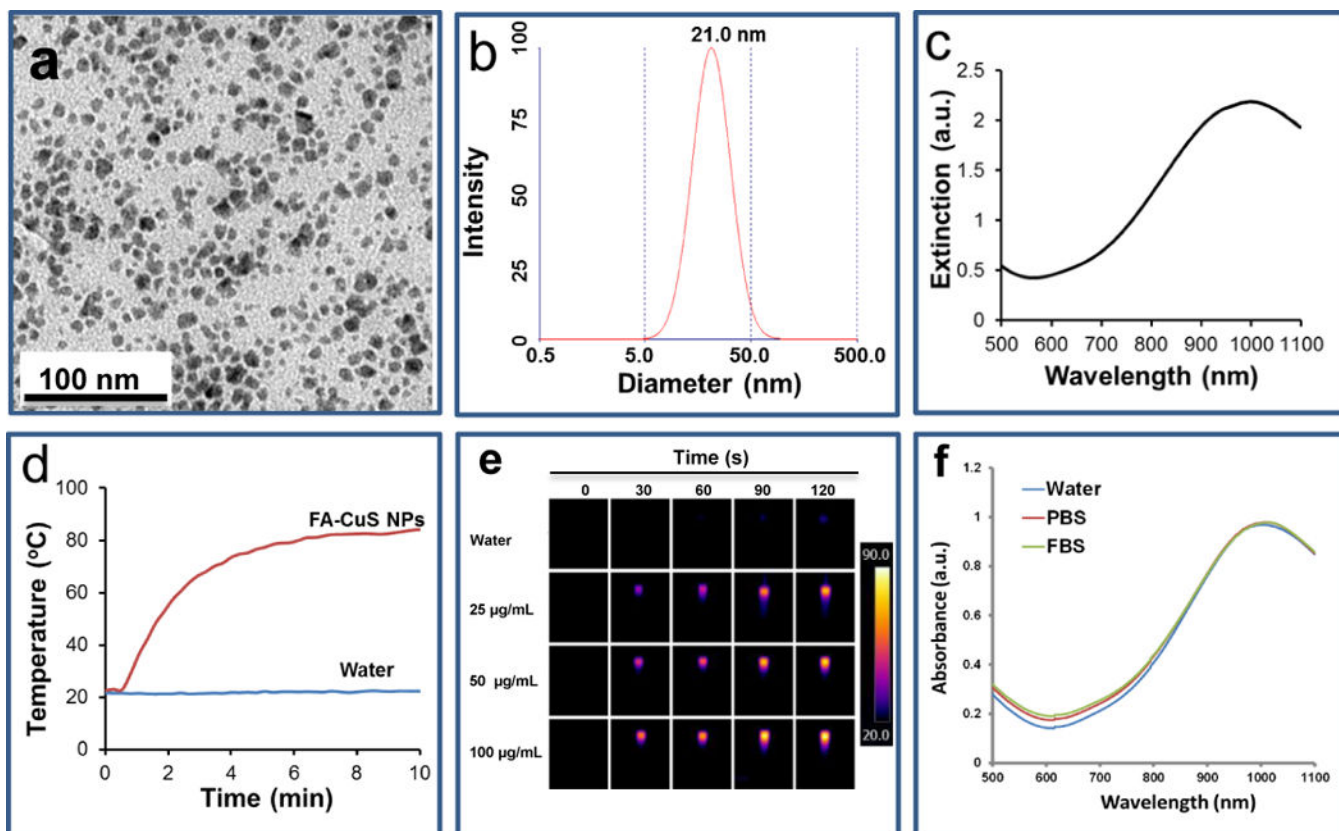 a
100 nm
b
21.0 nm
100
75
50
25
0
Intensity
0.5 5.0 50.0 500.0
Diameter (nm)
c
2.5
2
1.5
1
0.5
0
Extinction (a.u.)
500 600 700 800 900 1000 1100
Wavelength (nm)
d
100
80
60
40
20
0
Temperature (ºC)
FA-CuS NPs
Water
0 2 4 6 8 10
Time (min)
e
Time (s)
0 30 60 90 120
Water
25 µg/mL
50 µg/mL
100 µg/mL
90.0
20.0
f
1.2
1
0.8
0.6
0.4
0.2
0
Absorbance (a.u.)
Water
PBS
FBS
500 600 700 800 900 1000 1100
Wavelength (nm)